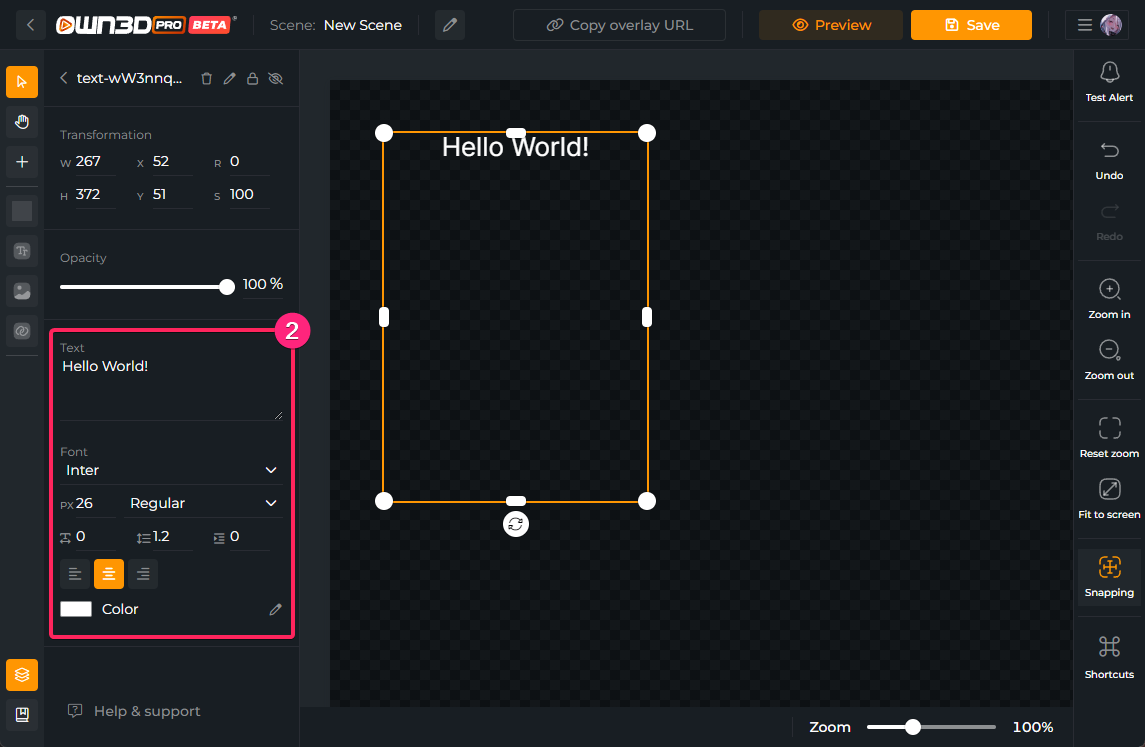 OWN3D PRO BETA
Scene: New Scene
Copy overlay URL
Preview
Save
text-wW3nnq...
Transformation
W 267 X 52 R 0
H 372 Y 51 S 100
Opacity
100 %
2
Text
Hello World!
Font
Inter
PX 26 Regular
0 1.2 0
Color
Help & support
Hello World!
Zoom 100%
Test Alert
Undo
Redo
Zoom in
Zoom out
Reset zoom
Fit to screen
Snapping
Shortcuts